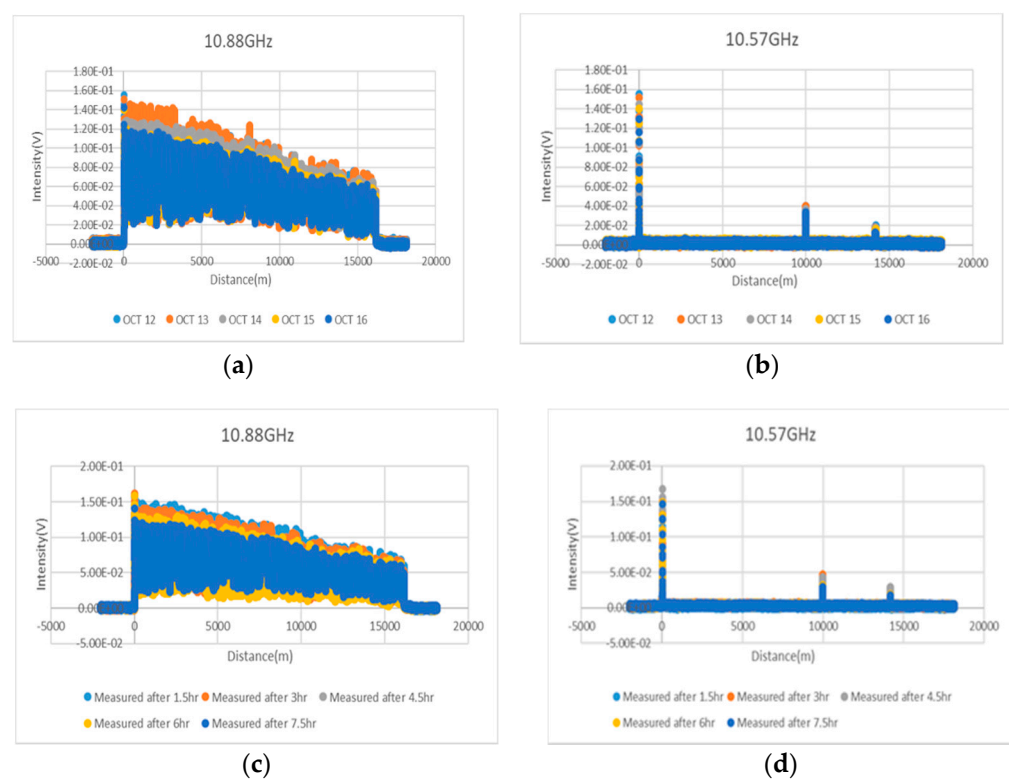 10.88GHz
1.80E-01
1.60E-01
1.40E-01
1.20E-01
1.00E-01
8.00E-02
6.00E-02
4.00E-02
2.00E-02
0.00E+00
-2.00E-02
Intensity(V)
-5000 0 5000 10000 15000 20000
Distance(m)
OCT 12 OCT 13 OCT 14 OCT 15 OCT 16
(a)
10.57GHz
1.80E-01
1.60E-01
1.40E-01
1.20E-01
1.00E-01
8.00E-02
6.00E-02
4.00E-02
2.00E-02
-2.00E-02
Intensity(V)
-5000 0 5000 10000 15000 20000
Distance(m)
OCT 12 OCT 13 OCT 14 OCT 15 OCT 16
(b)
10.88GHz
2.00E-01
1.50E-01
1.00E-01
5.00E-02
-5.00E-02
Intensity(V)
-5000 0 5000 10000 15000 20000
Distance(m)
Measured after 1.5hr Measured after 3hr Measured after 4.5hr
Measured after 6hr Measured after 7.5hr
(c)
10.57GHz
2.00E-01
1.50E-01
1.00E-01
5.00E-02
-5.00E-02
Intensity(V)
-5000 0 5000 10000 15000 20000
Distance(m)
Measured after 1.5hr Measured after 3hr Measured after 4.5hr
Measured after 6hr Measured after 7.5hr
(d)